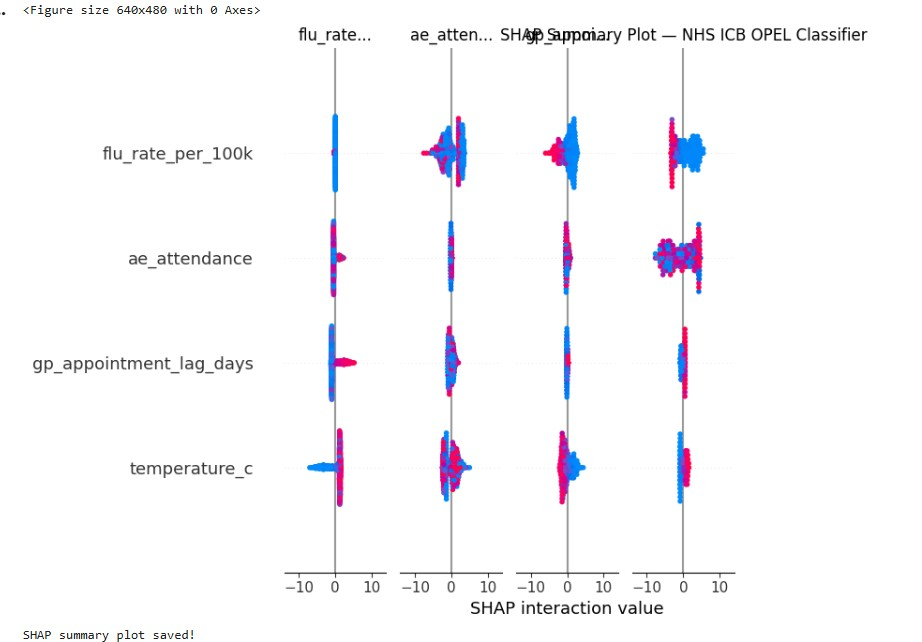 <Figure size 640x480 with 0 Axes>
flu_rate...
ae_atten...
SHAP Summary Plot — NHS ICB OPEL Classifier
flu_rate_per_100k
ae_attendance
gp_appointment_lag_days
temperature_c
−10 0 10 −10 0 10 −10 0 10 −10 0 10
SHAP interaction value
SHAP summary plot saved!